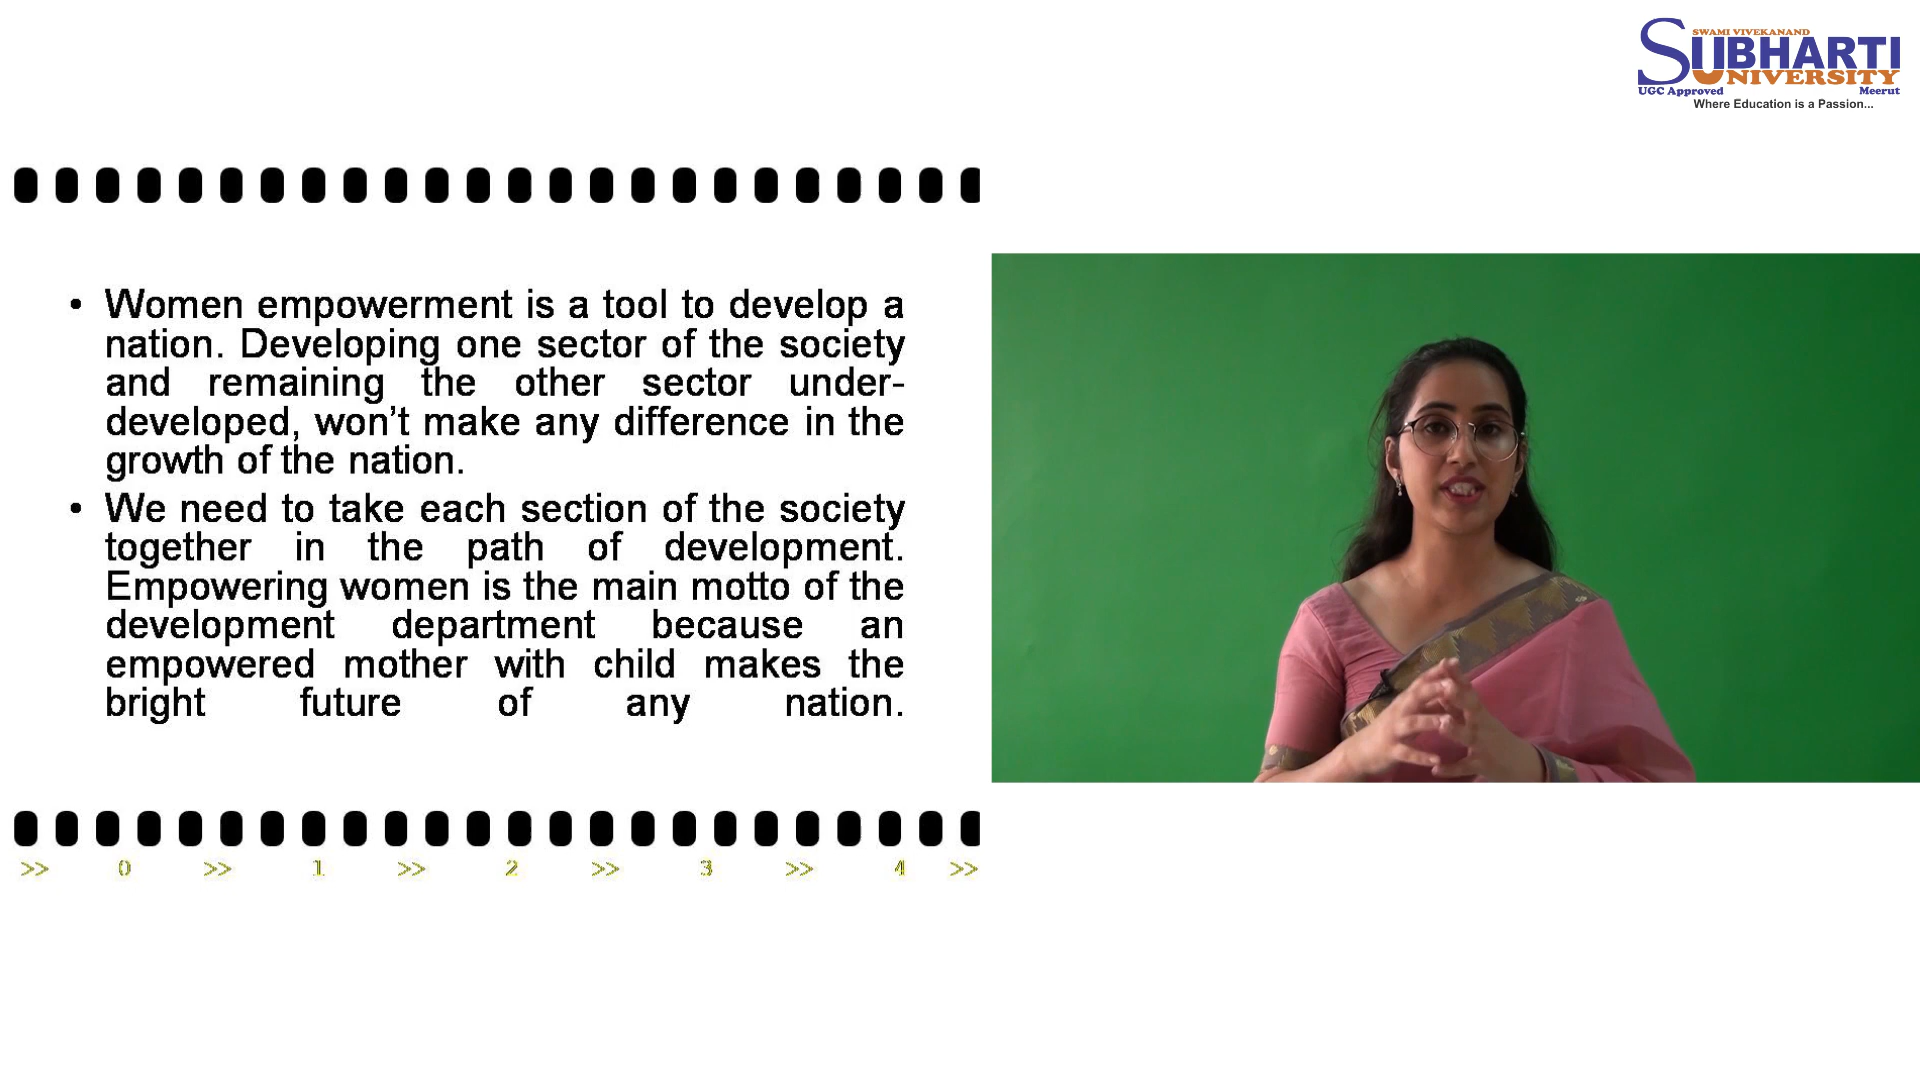 SWAMI VIVEKANAND
SUBHARTI
UNIVERSITY
UGC Approved Meerut
Where Education is a Passion...
• Women empowerment is a tool to develop a
nation. Developing one sector of the society
and remaining the other sector under-
developed, won’t make any difference in the
growth of the nation.
• We need to take each section of the society
together in the path of development.
Empowering women is the main motto of the
development department because an
empowered mother with child makes the
bright future of any nation.
>> 0 >> 1 >> 2 >> 3 >> 4 >>